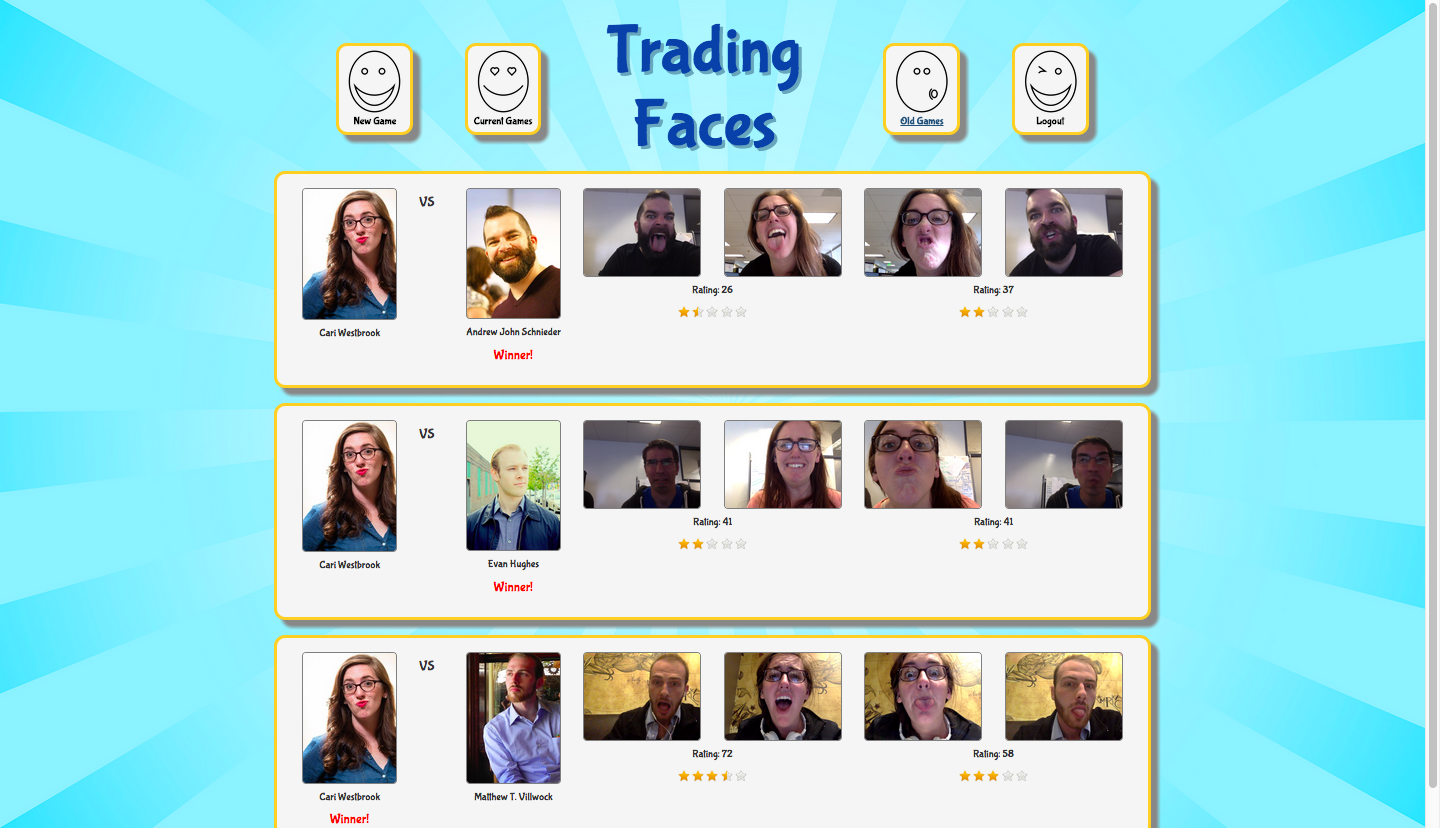 Trading
Faces
New Game
Current Games
Old Games
Logout
VS
Rating: 26
Rating: 37
Cari Westbrook
Andrew John Schnieder
Winner!
VS
Rating: 41
Rating: 41
Cari Westbrook
Evan Hughes
Winner!
VS
Rating: 72
Rating: 58
Cari Westbrook
Matthew T. Villwock
Winner!